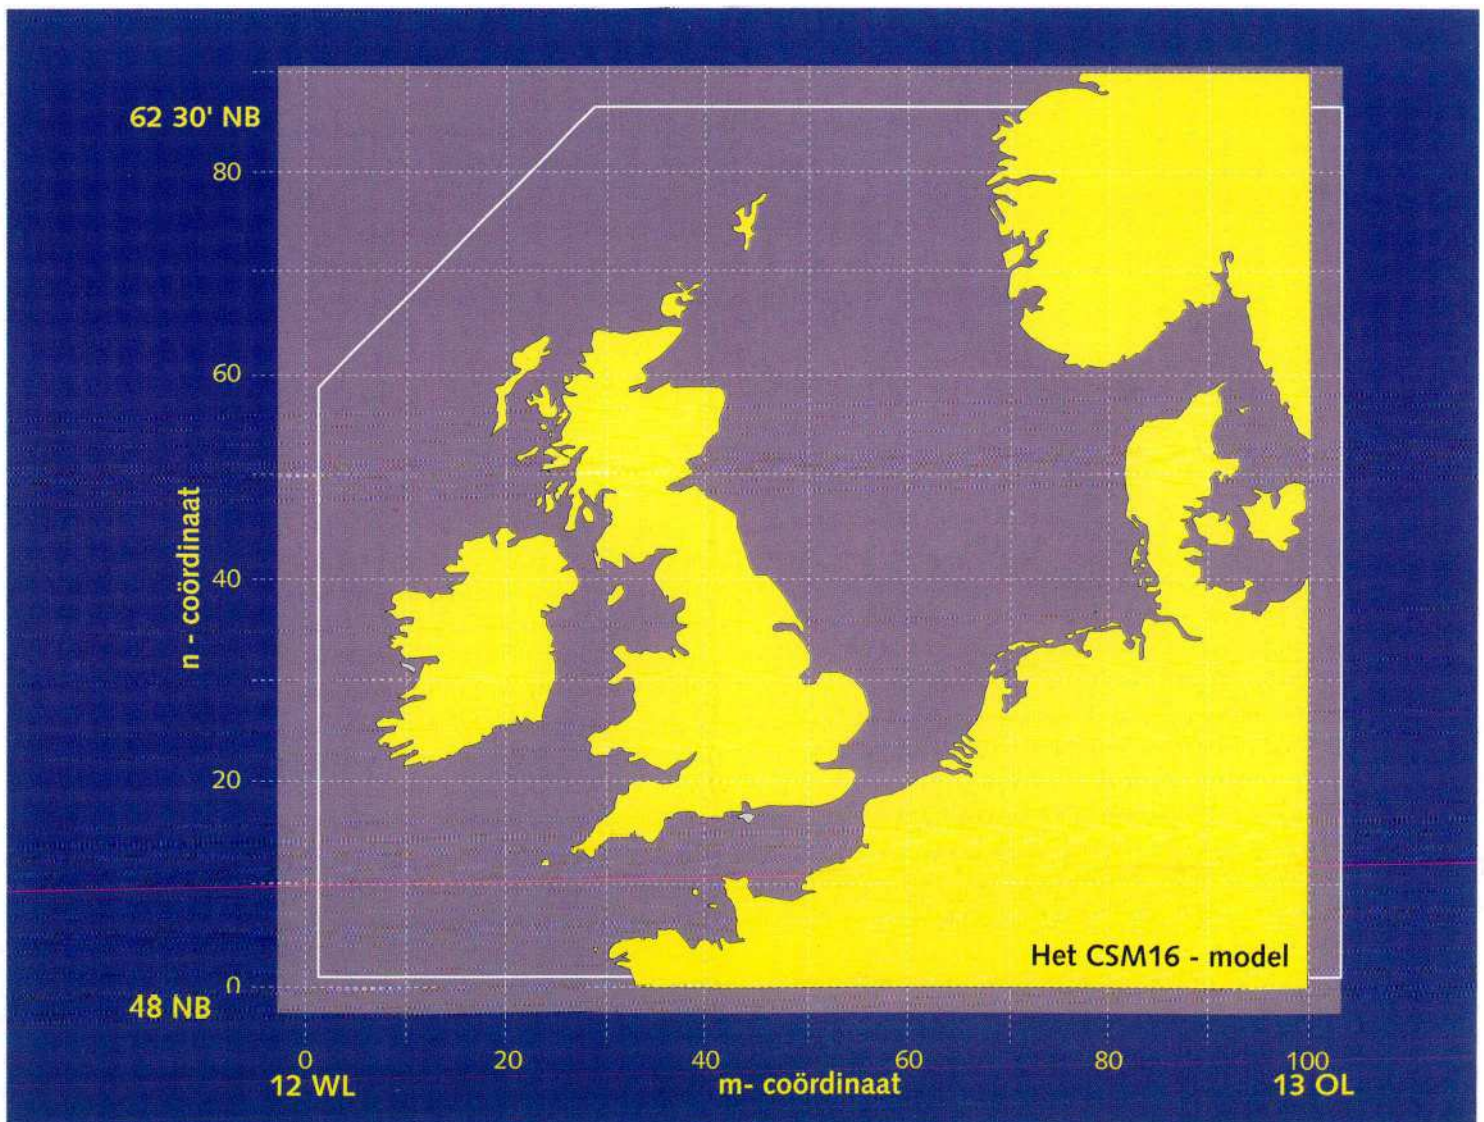 62 30' NB
80
60
n - coördinaat
40
20
0
48 NB
Het CSM16 - model
0 20 40 60 80 100
12 WL m- coördinaat 13 OL